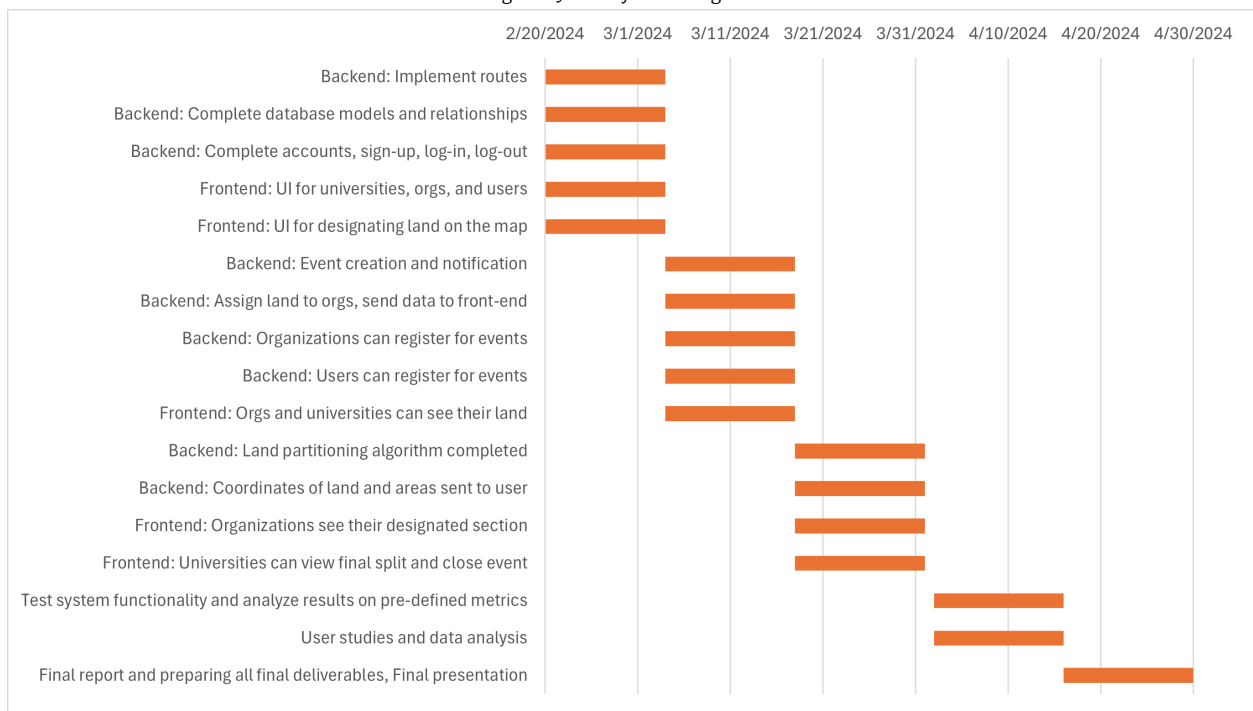 2/20/2024 3/1/2024 3/11/2024 3/21/2024 3/31/2024 4/10/2024 4/20/2024 4/30/2024
Backend: Implement routes
Backend: Complete database models and relationships
Backend: Complete accounts, sign-up, log-in, log-out
Frontend: UI for universities, orgs, and users
Frontend: UI for designating land on the map
Backend: Event creation and notification
Backend: Assign land to orgs, send data to front-end
Backend: Organizations can register for events
Backend: Users can register for events
Frontend: Orgs and universities can see their land
Backend: Land partitioning algorithm completed
Backend: Coordinates of land and areas sent to user
Frontend: Organizations see their designated section
Frontend: Universities can view final split and close event
Test system functionality and analyze results on pre-defined metrics
User studies and data analysis
Final report and preparing all final deliverables, Final presentation